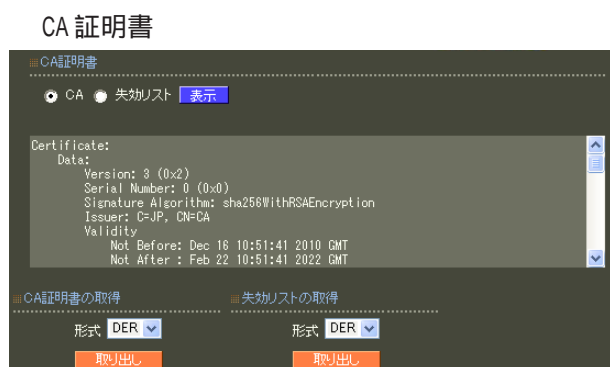 CA 証明書
CA証明書
CA 失効リスト 表示
Certificate:
Data:
Version: 3 (0x2)
Serial Number: 0 (0x0)
Signature Algorithm: sha256WithRSAEncryption
Issuer: C=JP, CN=CA
Validity
Not Before: Dec 16 10:51:41 2010 GMT
Not After : Feb 22 10:51:41 2022 GMT
CA証明書の取得 失効リストの取得
形式 DER 形式 DER
取り出し 取り出し